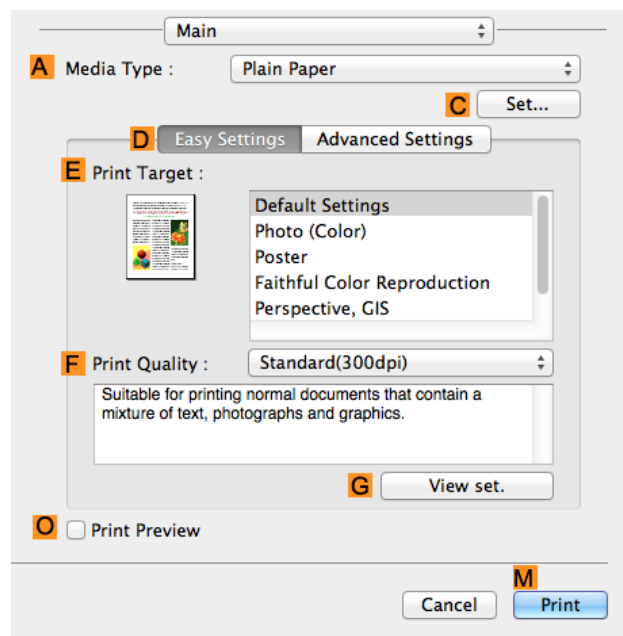 Main
A Media Type : Plain Paper
C Set...
D Easy Settings Advanced Settings
E Print Target :
Default Settings
Photo (Color)
Poster
Faithful Color Reproduction
Perspective, GIS
F Print Quality : Standard(300dpi)
Suitable for printing normal documents that contain a
mixture of text, photographs and graphics.
G View set.
O Print Preview
M
Cancel Print